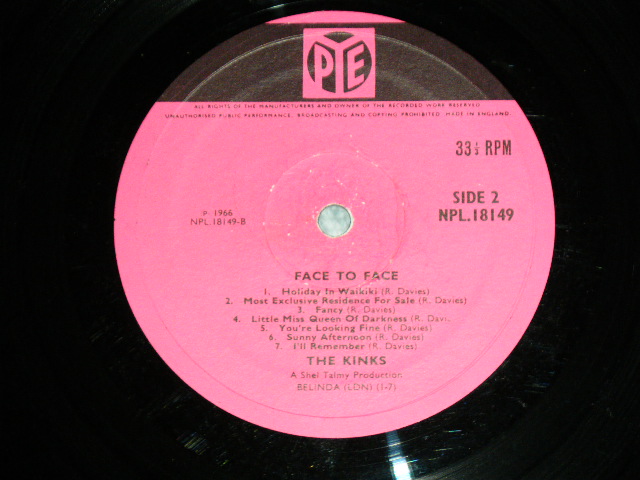 PYE
ALL RIGHTS OF THE MANUFACTURERS AND OWNER OF THE RECORDED WORK RESERVED
UNAUTHORISED PUBLIC PERFORMANCE, BROADCASTING AND COPYING PROHIBITED. MADE IN ENGLAND.
33⅓ RPM
P 1966
NPL.18149-B
SIDE 2
NPL.18149
FACE TO FACE
1. Holiday In Waikiki (R. Davies)
2. Most Exclusive Residence For Sale (R. Davies)
3. Fancy (R. Davies)
4. Little Miss Queen Of Darkness (R. Davi
5. You're Looking Fine (R. Davies)
6. Sunny Afternoon (R. Davies)
7. I'll Remember (R. Davies)
THE KINKS
A Shel Talmy Production
BELINDA (LDN) (1-7)